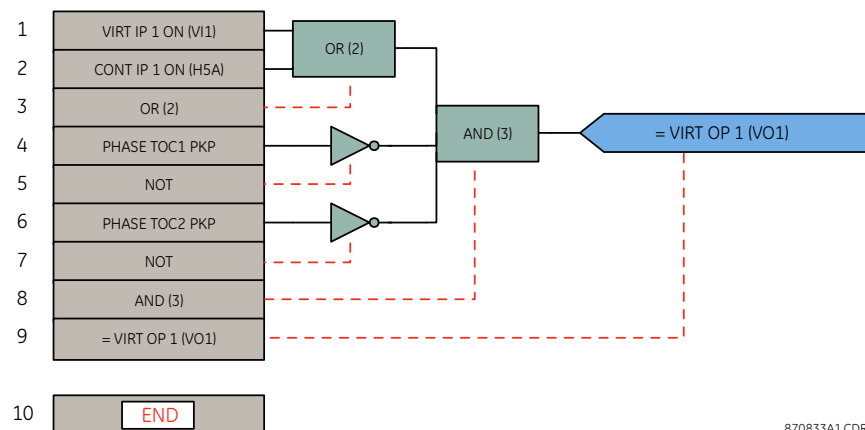 1 VIRT IP 1 ON (VI1)
2 CONT IP 1 ON (H5A)
3 OR (2)
4 PHASE TOC1 PKP
5 NOT
6 PHASE TOC2 PKP
7 NOT
8 AND (3)
9 = VIRT OP 1 (VO1)
10 END
OR (2)
AND (3)
= VIRT OP 1 (VO1)
870833A1.CDR